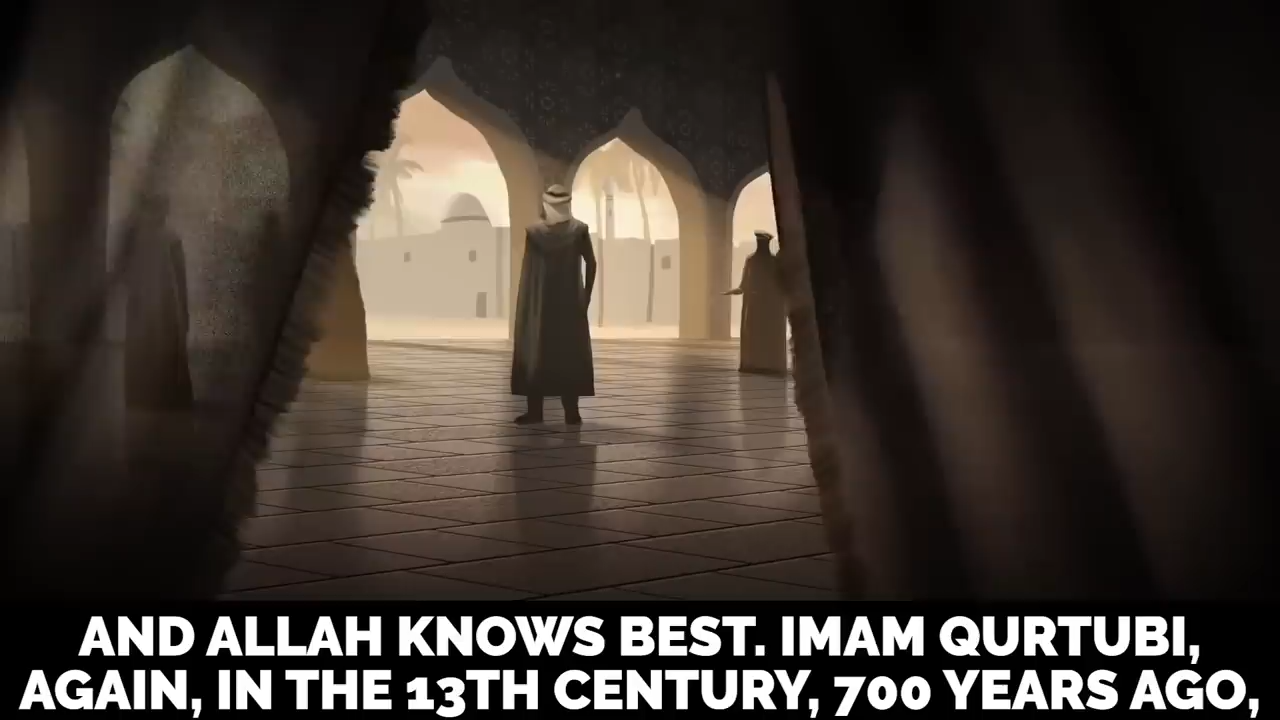 AND ALLAH KNOWS BEST. IMAM QURTUBI,
AGAIN, IN THE 13TH CENTURY, 700 YEARS AGO,